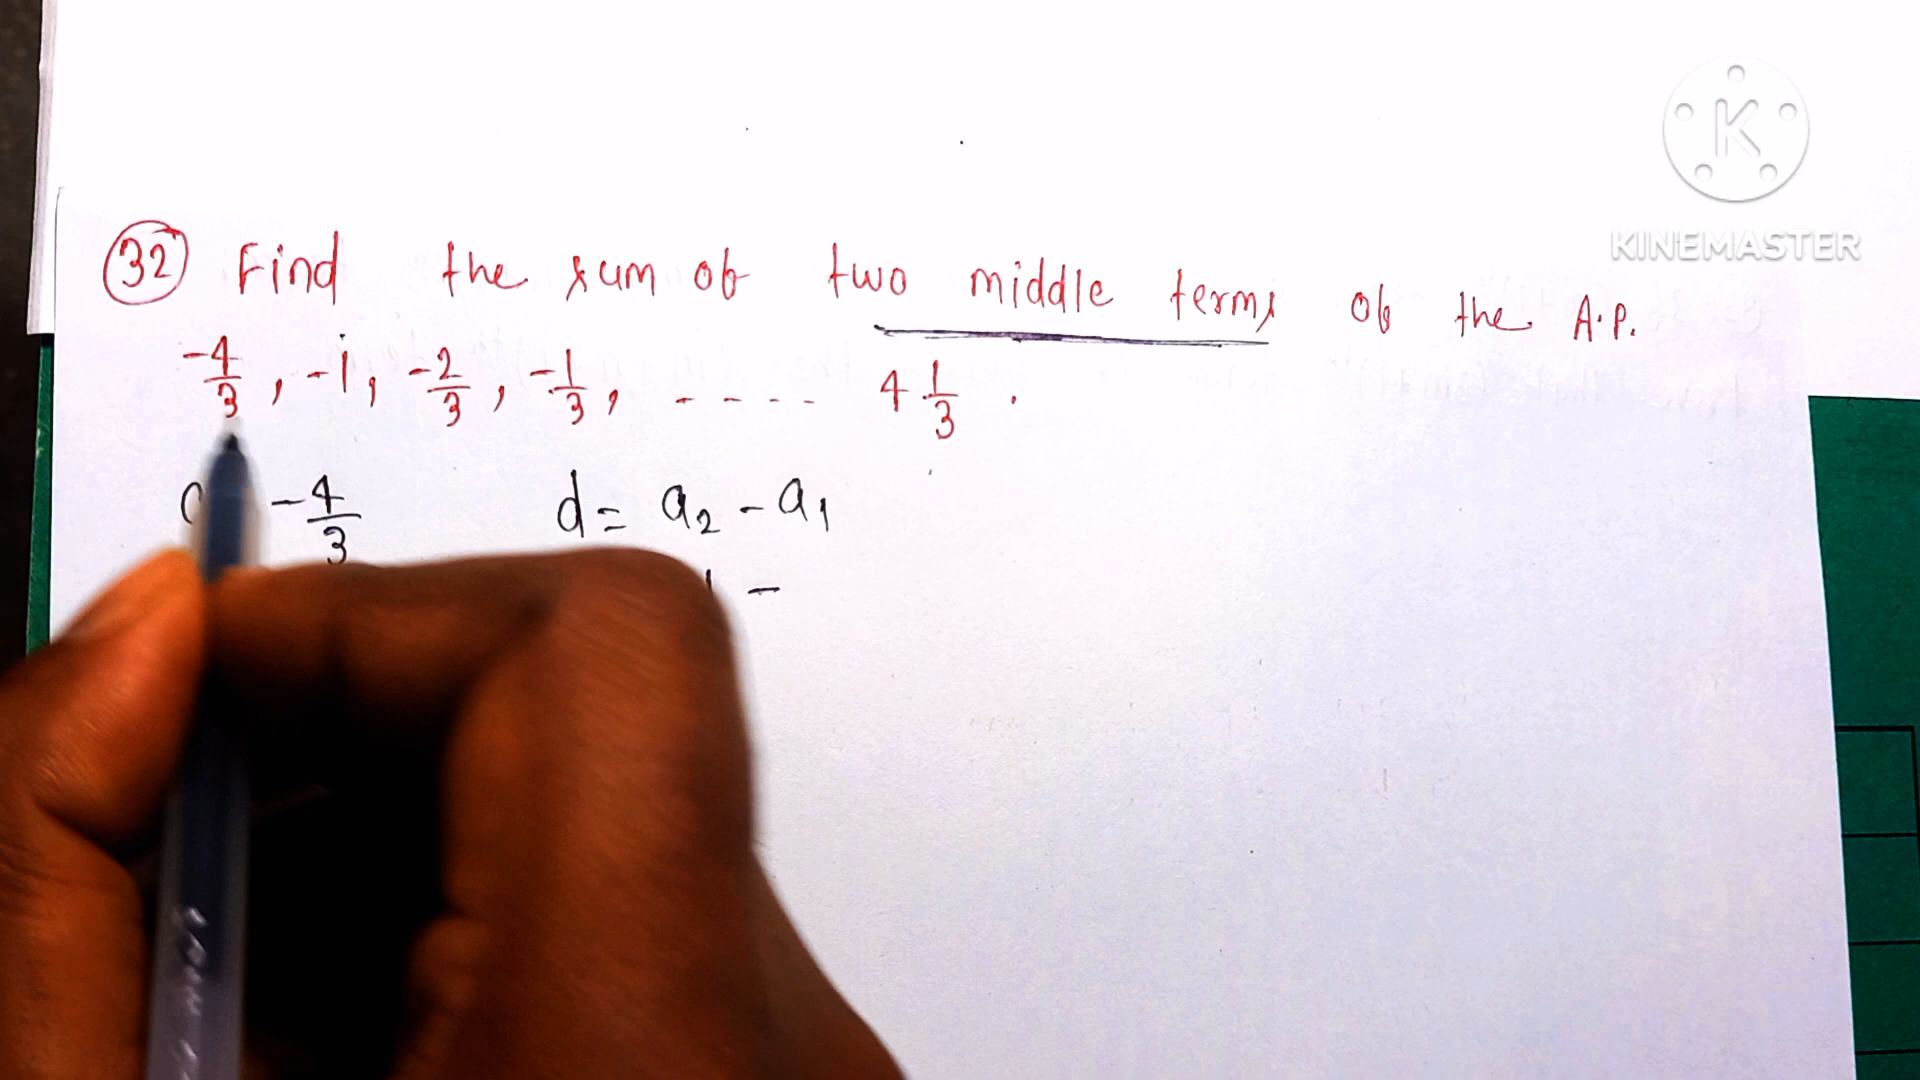 KINEMASTER
32 Find the sum of two middle terms of the A.P.
-4/3, -1, -2/3, -1/3, ---- 4 1/3 .
-4/3 d = a₂ - a₁
-